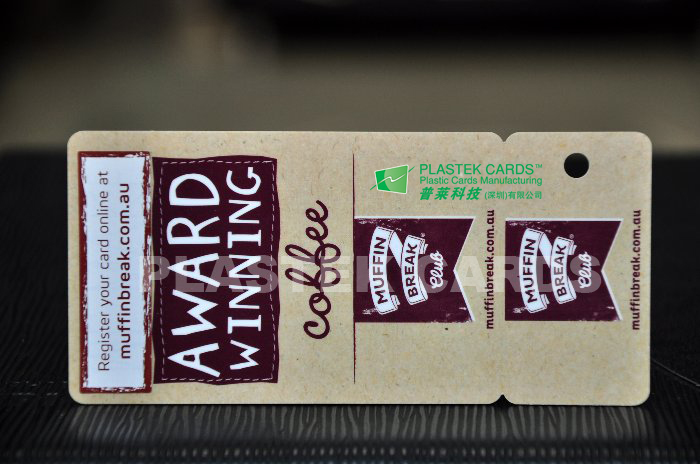 Register your card online at
muffinbreak.com.au
AWARD
WINNING
coffee
PLASTEK CARDS™
Plastic Cards Manufacturing
普莱科技 (深圳)有限公司
MUFFIN
BREAK®
Club
muffinbreak.com.au
MUFFIN
BREAK®
Club
muffinbreak.com.au
PLASTEK CARDS